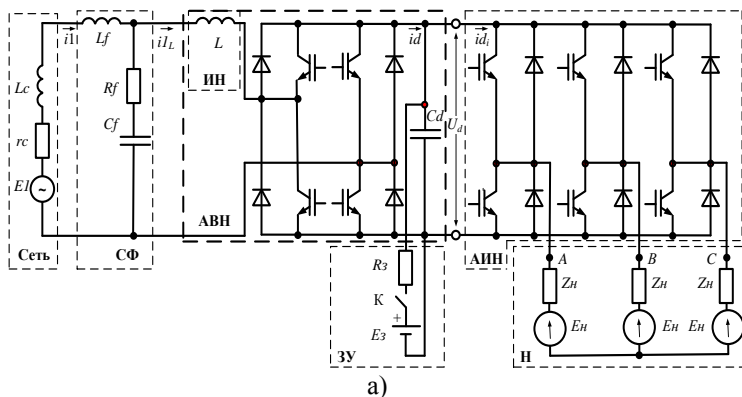 i1
Lf
i1L
L
ИН
id
idi
Lc
Rf
Cf
rc
E1
Cd
Ud
АВН
Сеть
СФ
АИН
Rз
К
+
Eз
ЗУ
A
B
C
Zн
Zн
Zн
Eн
Eн
Eн
Н
а)